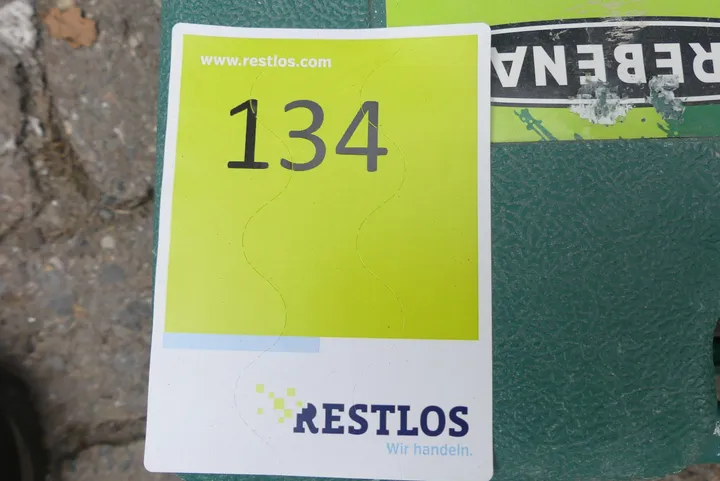 www.restlos.com
134
RESTLOS
Wir handeln.
REBENA